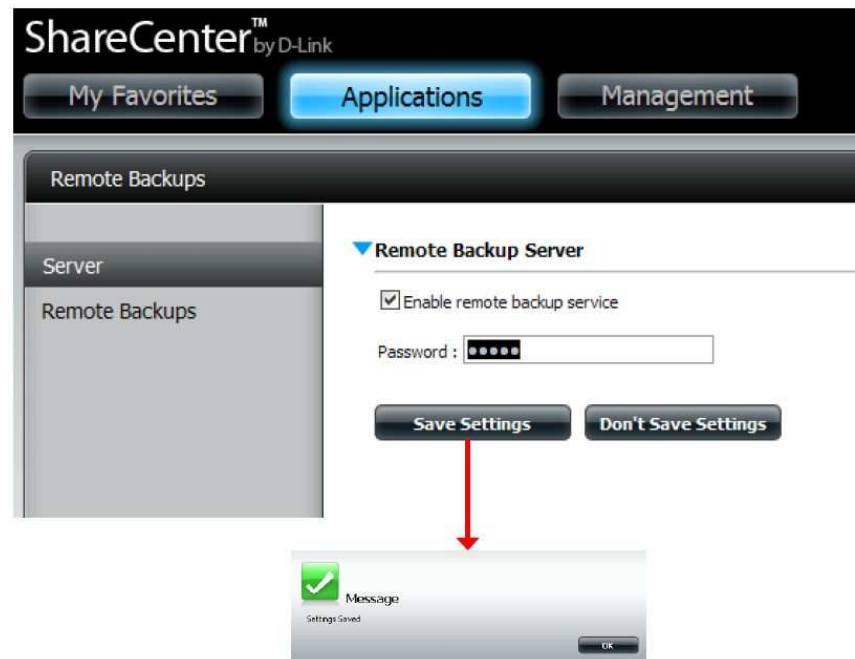 ShareCenter™ by D-Link
My Favorites Applications Management
Remote Backups
Server
Remote Backups
Remote Backup Server
Enable remote backup service
Password : •••••
Save Settings Don't Save Settings
Message
Settings Saved
OK